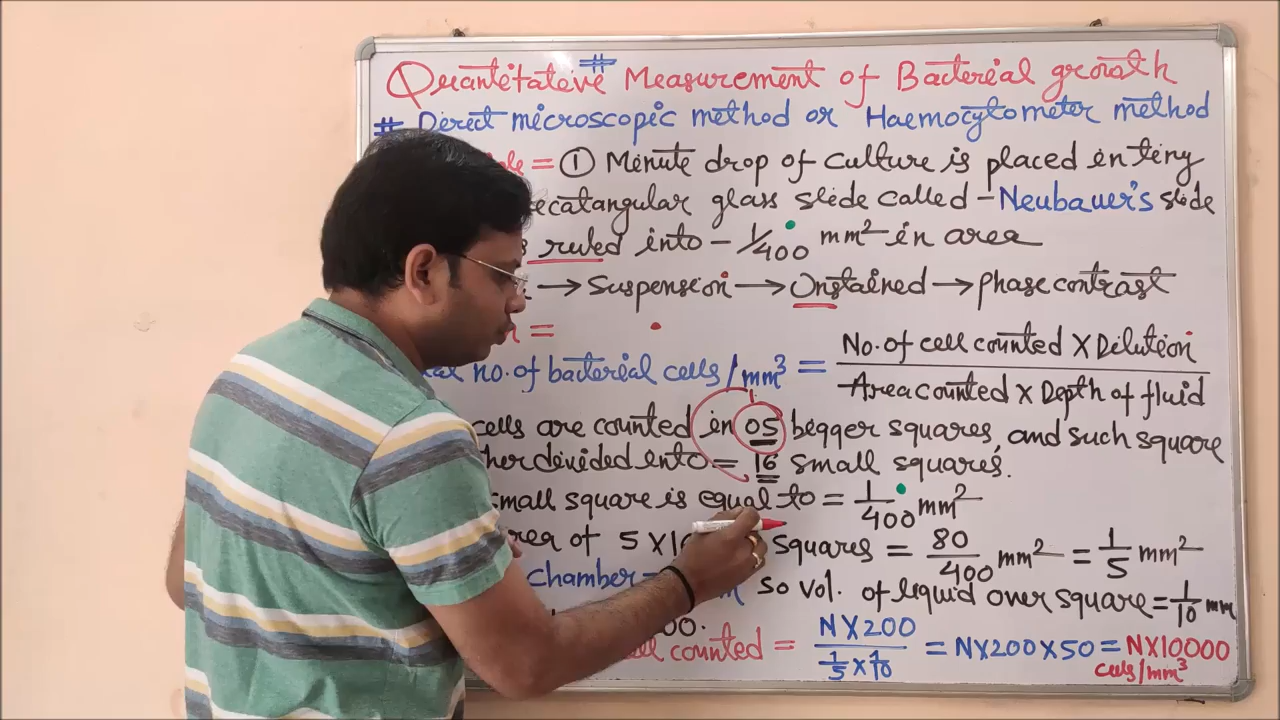 Quantitative Measurement of Bacterial growth
# Direct microscopic method or Haemocytometer method
= ① Minute drop of culture is placed in tiny
ecatangular glass slide called - Neubauer's slide
ruled into - 1/400 mm² in area
→ Suspension → Unstained → phase contrast
=
no. of bacterial cells/mm³ = No. of cell counted X Dilution / Area counted X Depth of fluid
cells are counted in 05 bigger squares, and such square
divided into = 16 small squares.
small square is equal to = 1/400 mm²
of 5 X squares = 80/400 mm² = 1/5 mm²
chamber so vol. of liquid over square = 1/10 mm
counted = N X 200 / 1/5 x 1/10 = N X 200 X 50 = N X 10000
cells/mm³